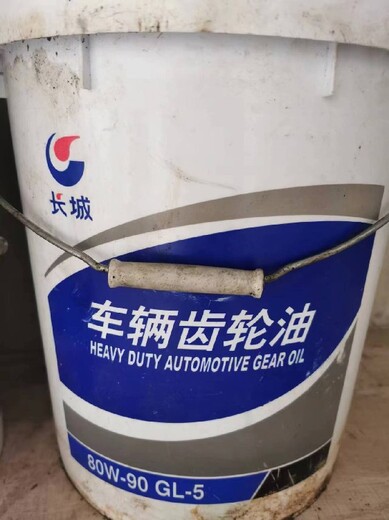 长城
车辆齿轮油
HEAVY DUTY AUTOMOTIVE GEAR OIL
80W-90 GL-5